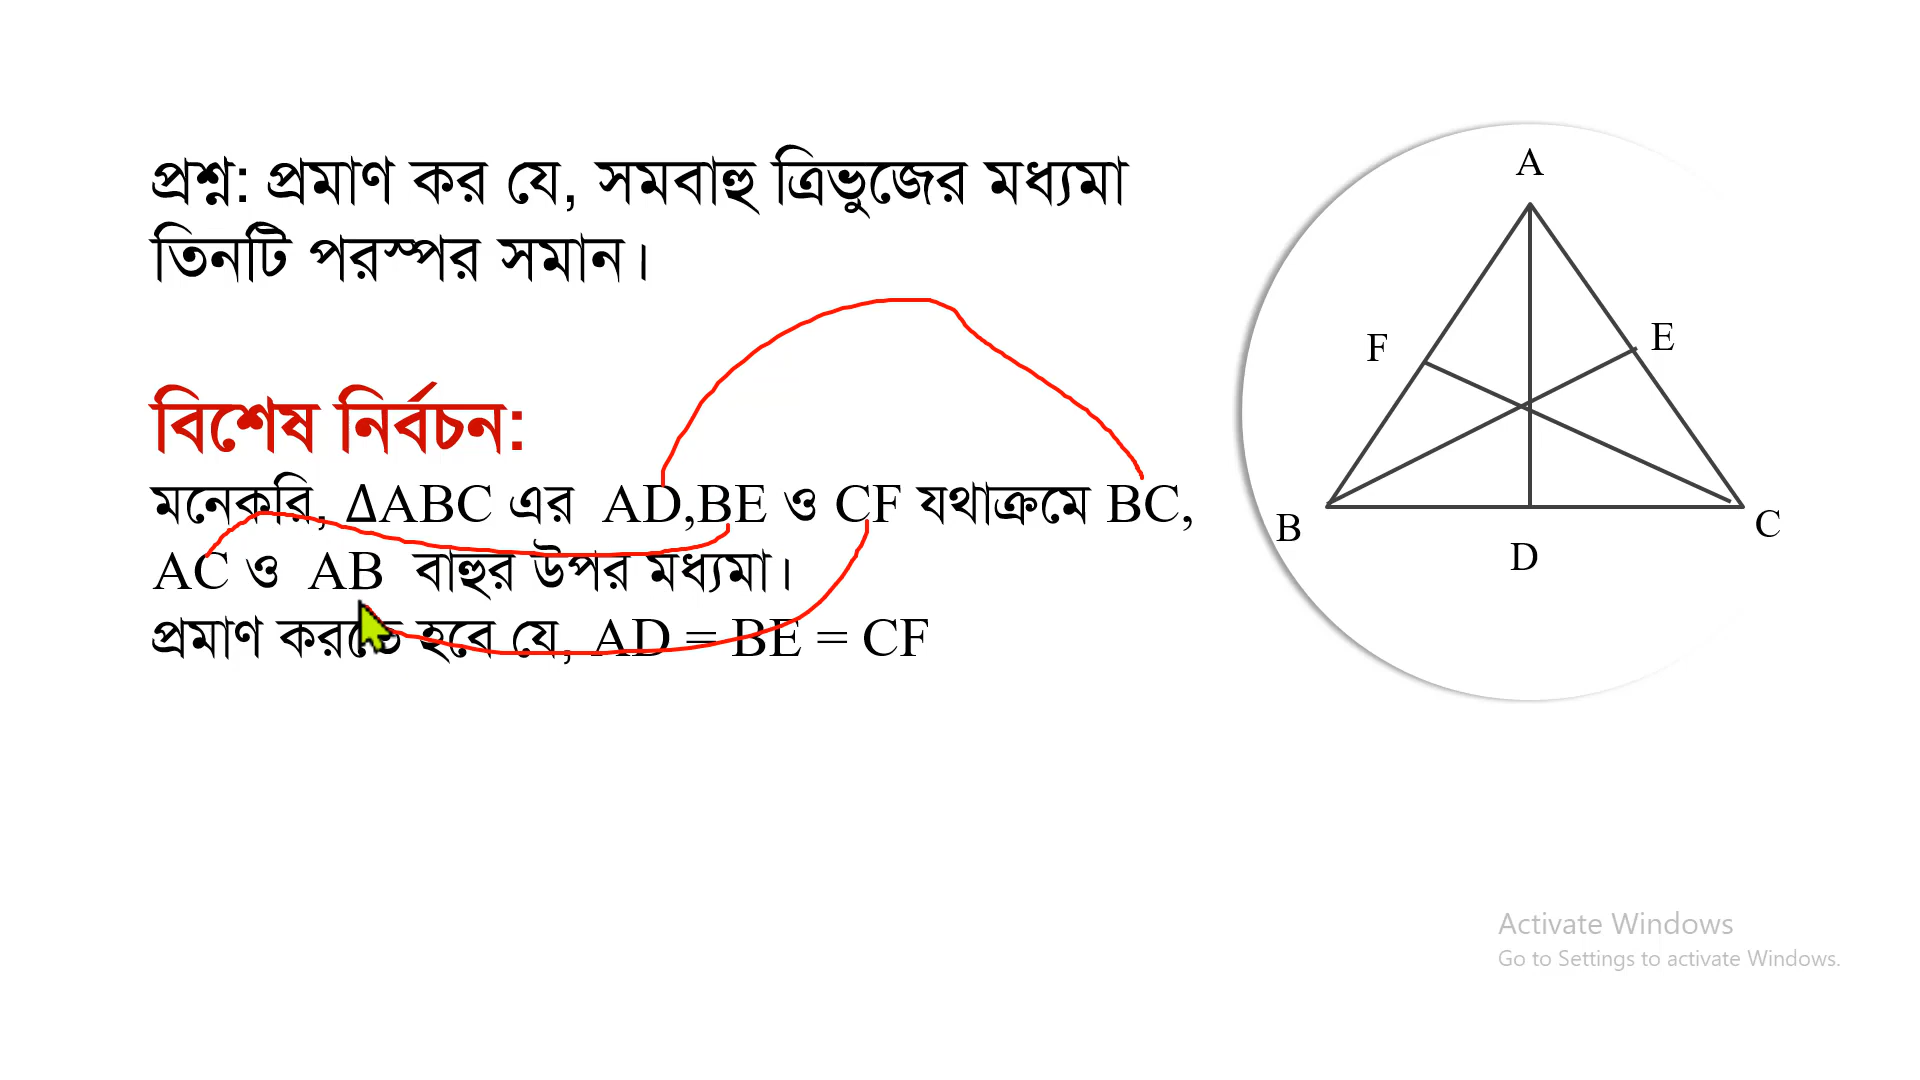 প্রশ্ন: প্রমাণ কর যে, সমবাহু ত্রিভুজের মধ্যমা
তিনটি পরস্পর সমান।
বিশেষ নির্বচন:
মনেকরি, ΔABC এর AD,BE ও CF যথাক্রমে BC,
AC ও AB বাহুর উপর মধ্যমা।
প্রমাণ করতে হবে যে, AD = BE = CF
A
F
E
B
C
D
Activate Windows
Go to Settings to activate Windows.